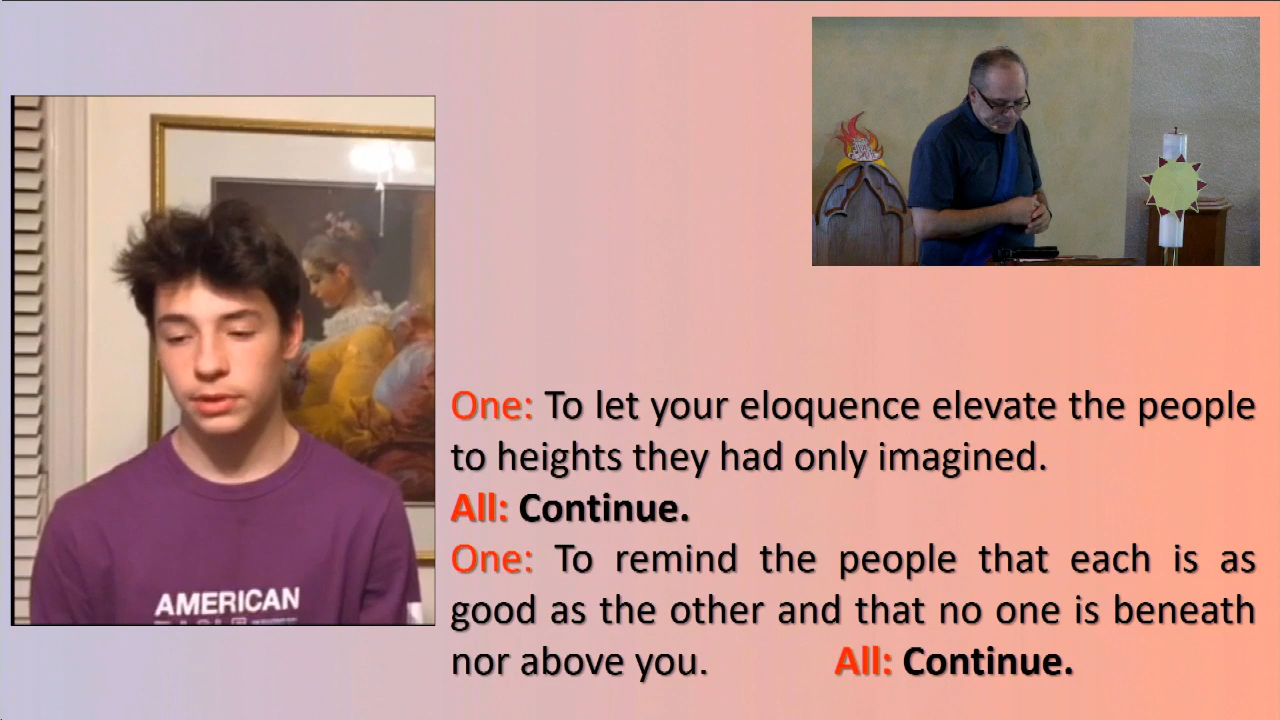 One: To let your eloquence elevate the people
to heights they had only imagined.
All: Continue.
One: To remind the people that each is as
good as the other and that no one is beneath
nor above you. All: Continue.
AMERICAN